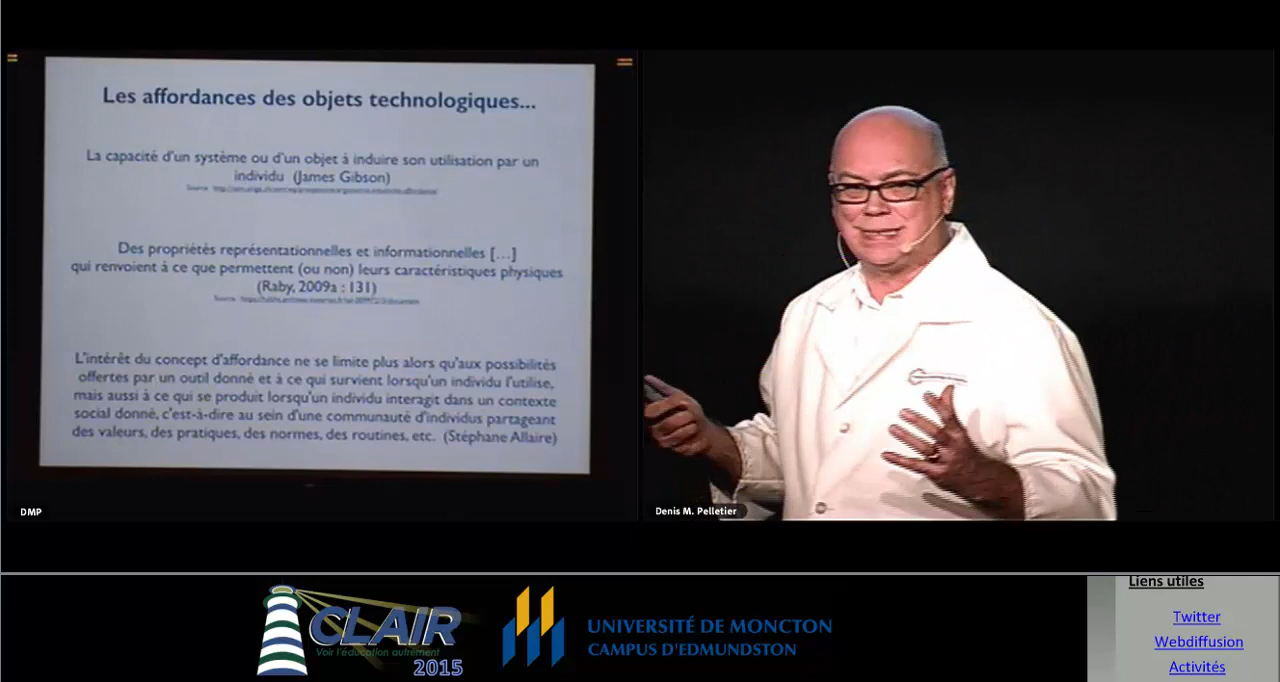 Les affordances des objets technologiques...
La capacité d'un système ou d'un objet à induire son utilisation par un
individu (James Gibson)
Source
Des propriétés représentationnelles et informationnelles [...]
qui renvoient à ce que permettent (ou non) leurs caractéristiques physiques
(Raby, 2009a : 131)
Source
L'intérêt du concept d'affordance ne se limite plus alors qu'aux possibilités
offertes par un outil donné et à ce qui survient lorsqu'un individu l'utilise,
mais aussi à ce qui se produit lorsqu'un individu interagit dans un contexte
social donné, c'est-à-dire au sein d'une communauté d'individus partageant
des valeurs, des pratiques, des normes, des routines, etc. (Stéphane Allaire)
DMP
Denis M. Pelletier
CLAIR
Voir l'éducation autrement
2015
UNIVERSITÉ DE MONCTON
CAMPUS D'EDMUNDSTON
Liens utiles
Twitter
Webdiffusion
Activités